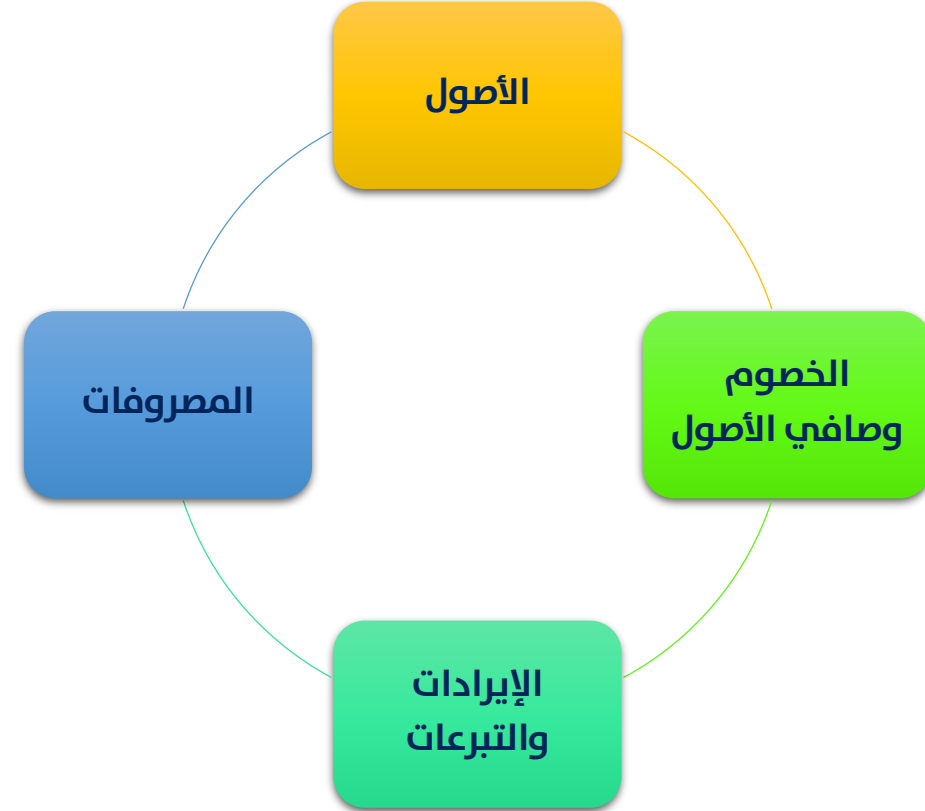 الأصول
الخصوم
وصافي الأصول
الإيرادات
والتبرعات
المصروفات